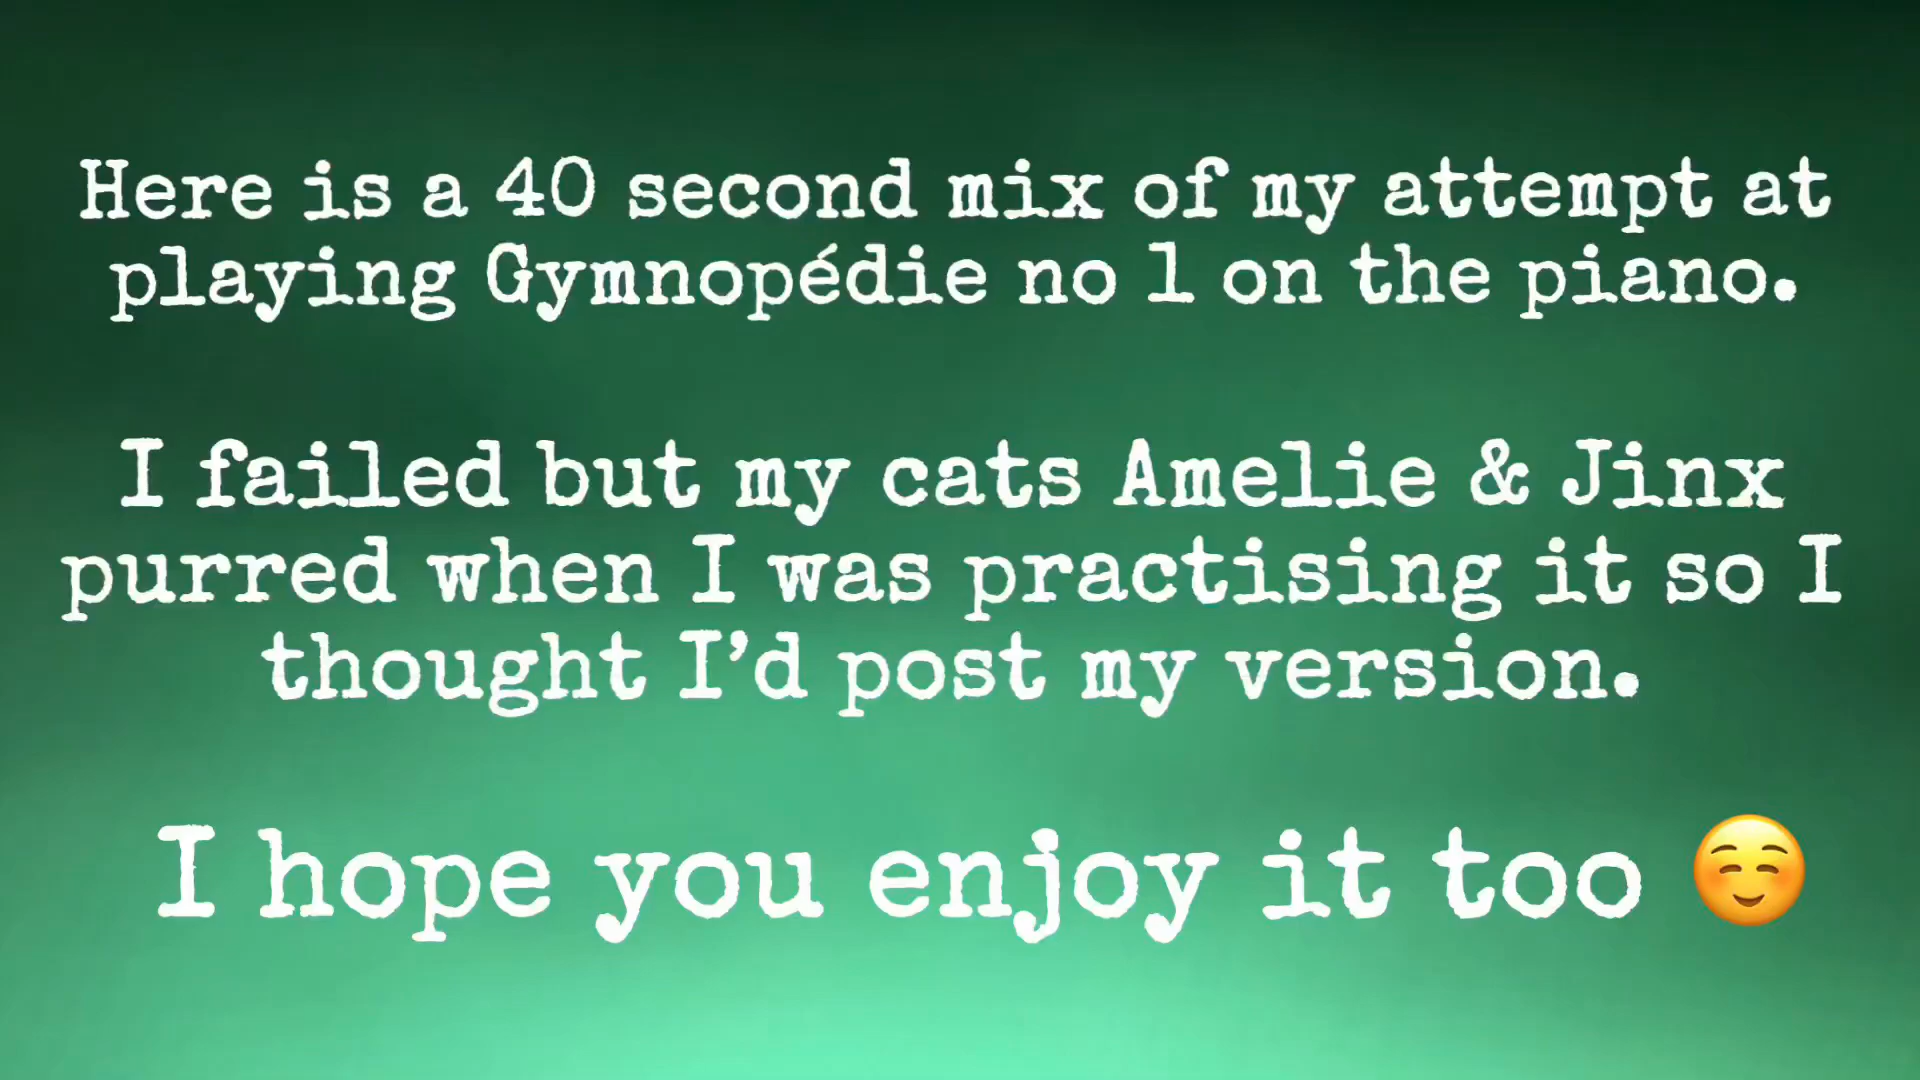 Here is a 40 second mix of my attempt at
playing Gymnopédie no 1 on the piano.
I failed but my cats Amelie & Jinx
purred when I was practising it so I
thought I’d post my version.
I hope you enjoy it too ☺️